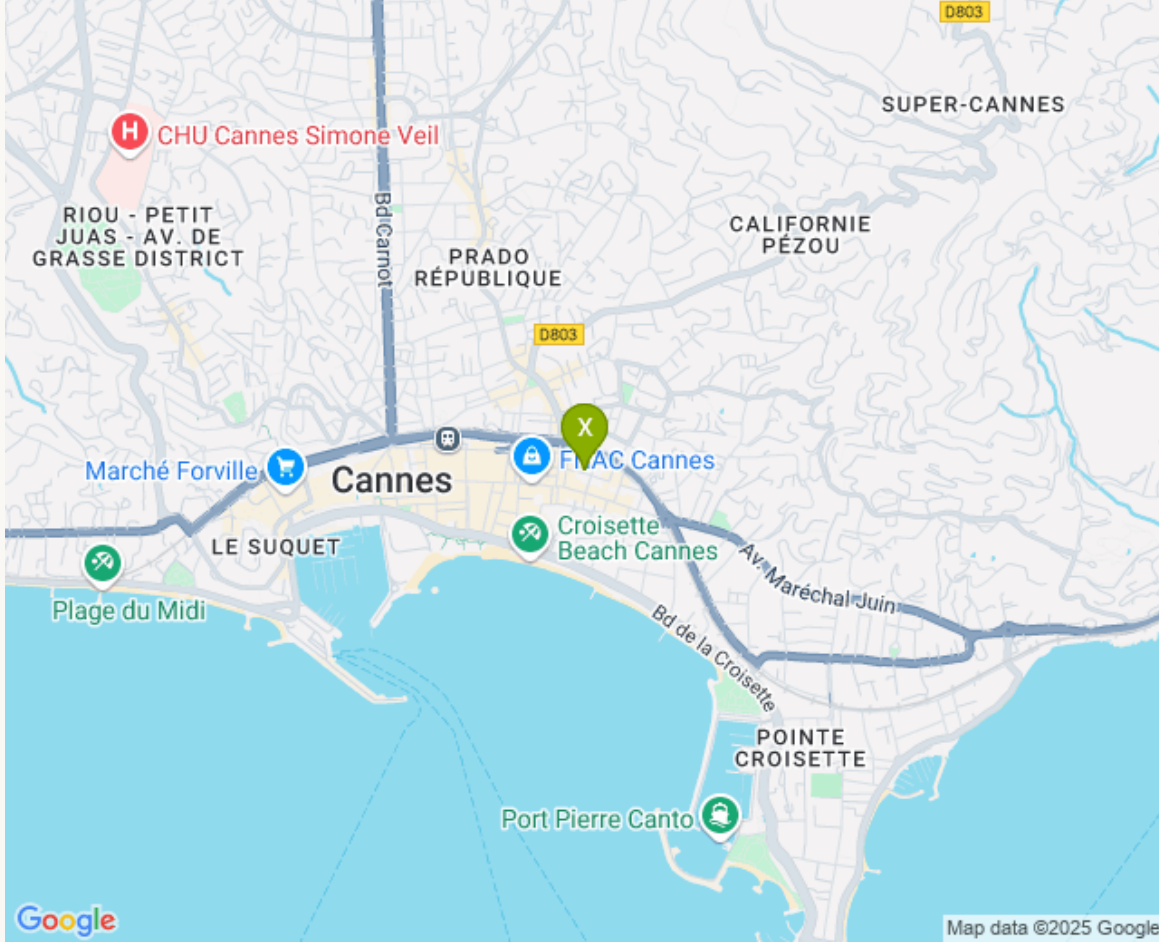 D803
SUPER-CANNES
H
CHU Cannes Simone Veil
RIOU - PETIT
JUAS - AV. DE
GRASSE DISTRICT
Bd Carnot
PRADO
RÉPUBLIQUE
CALIFORNIE
PÉZOU
D803
X
Marché Forville
Cannes
FNAC Cannes
LE SUQUET
Croisette
Beach Cannes
Plage du Midi
Av. Maréchal Juin
Bd de la Croisette
POINTE
CROISETTE
Port Pierre Canto
Google
Map data ©2025 Google